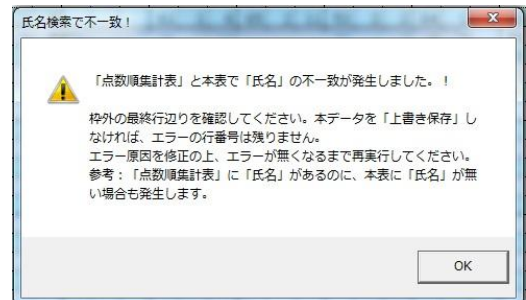 氏名検索で不一致！
「点数順集計表」と本表で「氏名」の不一致が発生しました。！
枠外の最終行辺りを確認してください。本データを「上書き保存」し
なければ、エラーの行番号は残りません。
エラー原因を修正の上、エラーが無くなるまで再実行してください。
参考：「点数順集計表」に「氏名」があるのに、本表に「氏名」が無
い場合も発生します。
OK